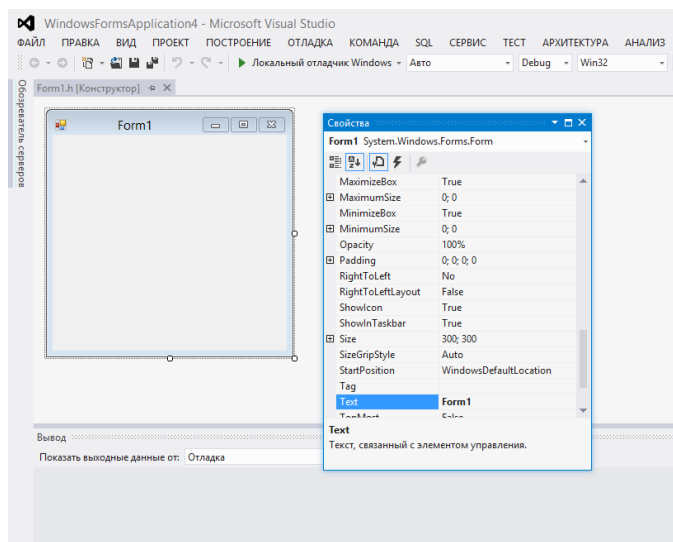 WindowsFormsApplication4 - Microsoft Visual Studio
ФАЙЛ ПРАВКА ВИД ПРОЕКТ ПОСТРОЕНИЕ ОТЛАДКА КОМАНДА SQL СЕРВИС ТЕСТ АРХИТЕКТУРА АНАЛИЗ
Локальный отладчик Windows Авто Debug Win32
Обозреватель серверов
Form1.h [Конструктор]
Form1
Свойства
Form1 System.Windows.Forms.Form
MaximizeBox True
MaximumSize 0; 0
MinimizeBox True
MinimumSize 0; 0
Opacity 100%
Padding 0; 0; 0; 0
RightToLeft No
RightToLeftLayout False
ShowIcon True
ShowInTaskbar True
Size 300; 300
SizeGripStyle Auto
StartPosition WindowsDefaultLocation
Tag
Text Form1
TopMost False
Text
Текст, связанный с элементом управления.
Вывод
Показать выходные данные от: Отладка